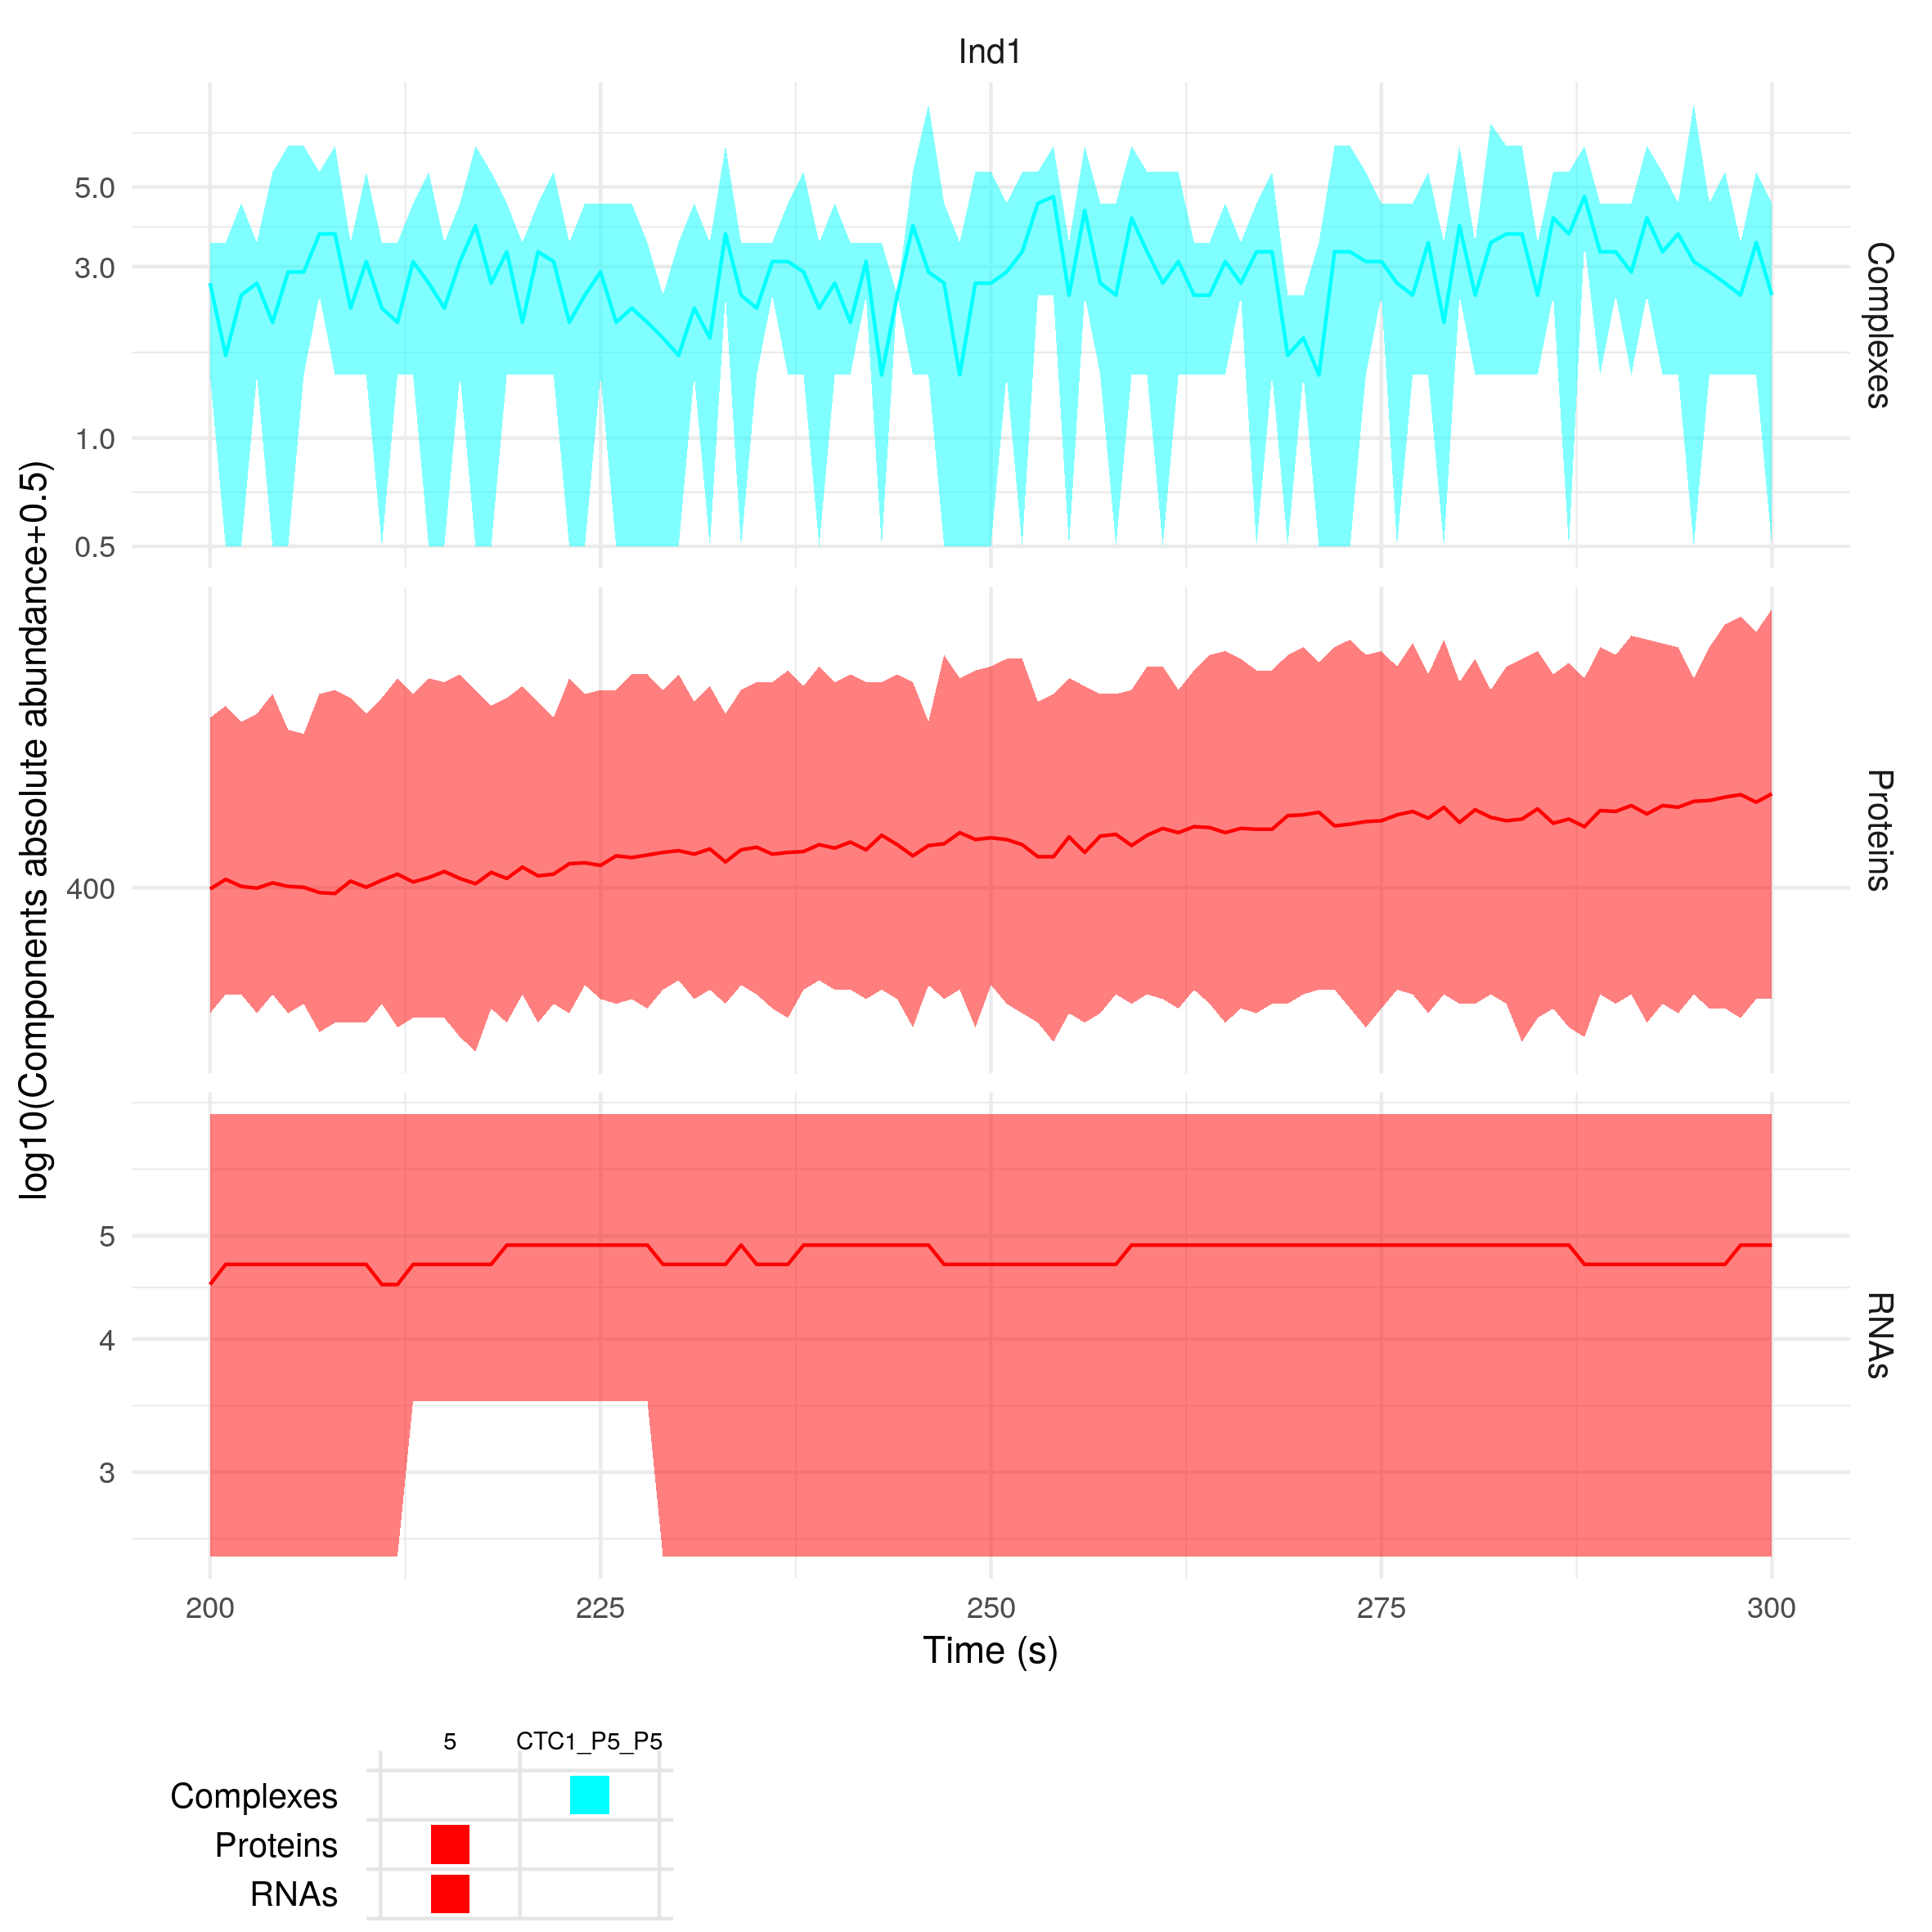 Ind1
log10(Components absolute abundance+0.5)
5.0
3.0
1.0
0.5
Complexes
400
Proteins
5
4
3
RNAs
200 225 250 275 300
Time (s)
5 CTC1_P5_P5
Complexes
Proteins
RNAs